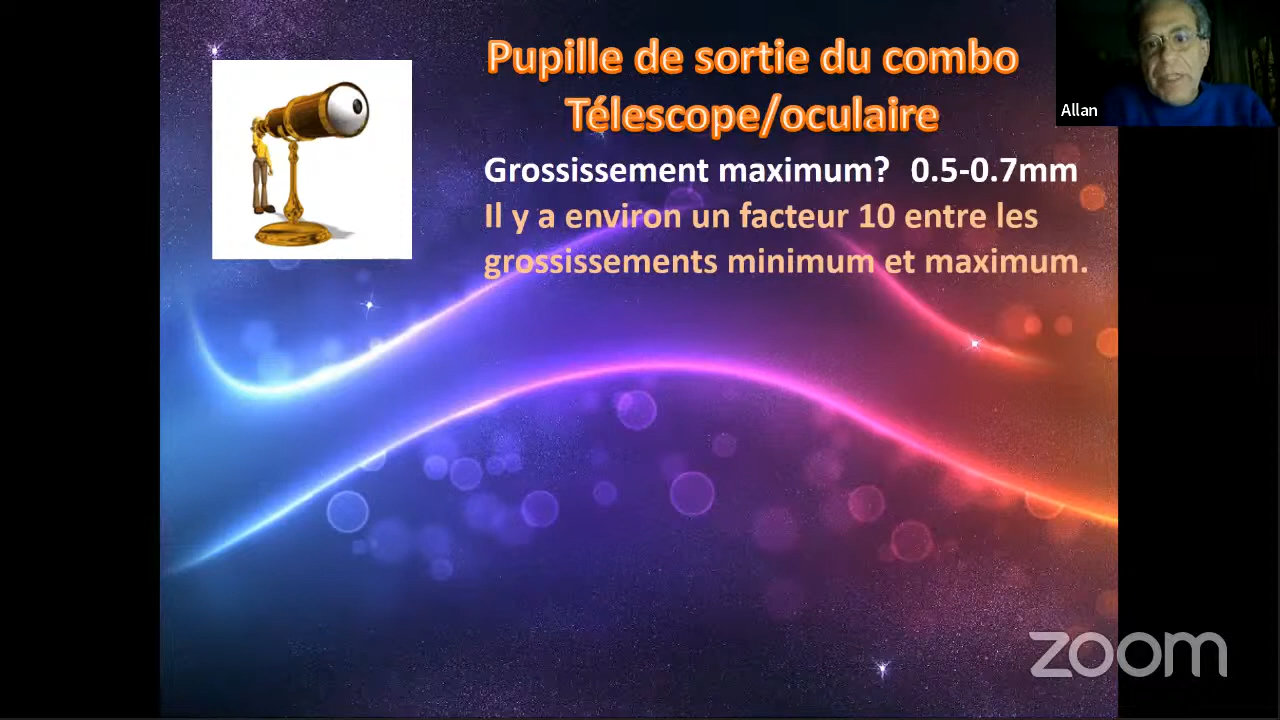 Pupille de sortie du combo
Télescope/oculaire
Grossissement maximum? 0.5-0.7mm
Il y a environ un facteur 10 entre les
grossissements minimum et maximum.
Allan
zoom